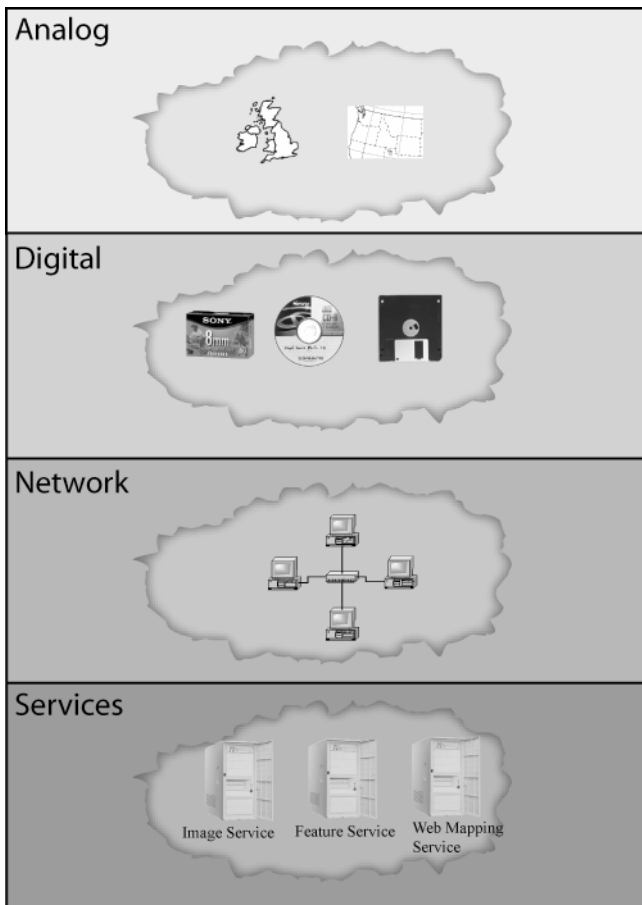 Analog
Digital
SONY
8mm
Network
Services
Image Service
Feature Service
Web Mapping
Service